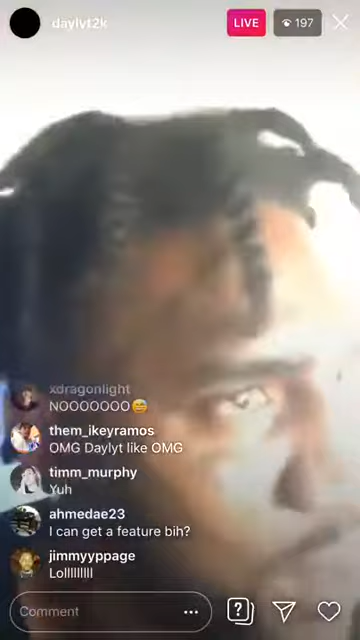 daylyt2k
LIVE
197
xdragonlight
NOOOOOOO😅
them_ikeyramos
OMG Daylyt like OMG
timm_murphy
Yuh
ahmedae23
I can get a feature bih?
jimmyyppage
Lolllllllll
Comment